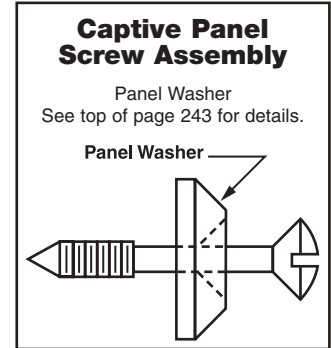 Captive Panel
Screw Assembly
Panel Washer
See top of page 243 for details.
Panel Washer